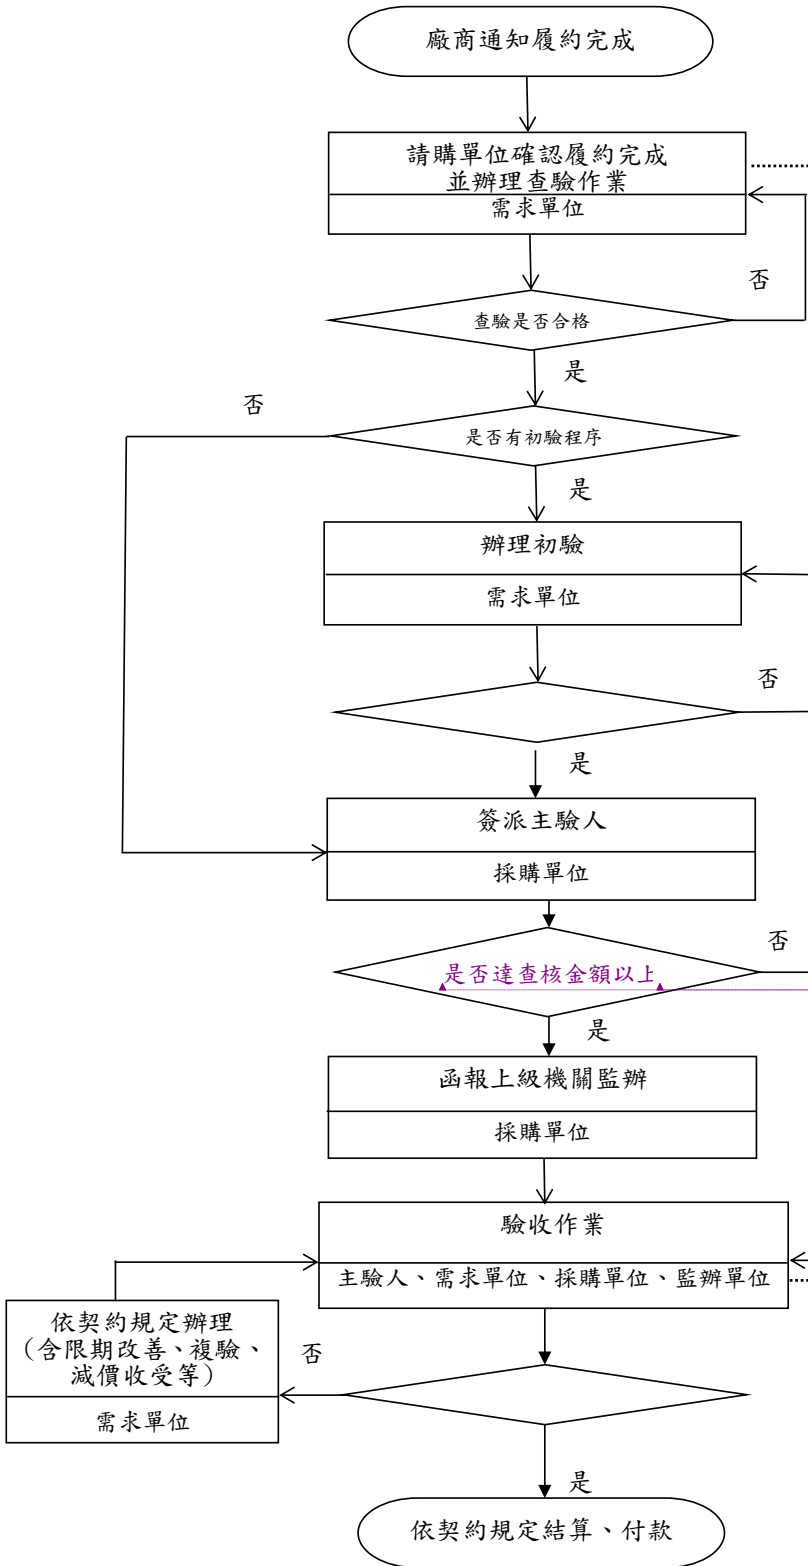 廠商通知履約完成
請購單位確認履約完成
並辦理查驗作業
需求單位
否
查驗是否合格
是
否
是否有初驗程序
是
辦理初驗
需求單位
否
是
簽派主驗人
採購單位
否
是否達查核金額以上
是
函報上級機關監辦
採購單位
驗收作業
主驗人、需求單位、採購單位、監辦單位
依契約規定辦理
（含限期改善、複驗、
減價收受等）
否
需求單位
是
依契約規定結算、付款